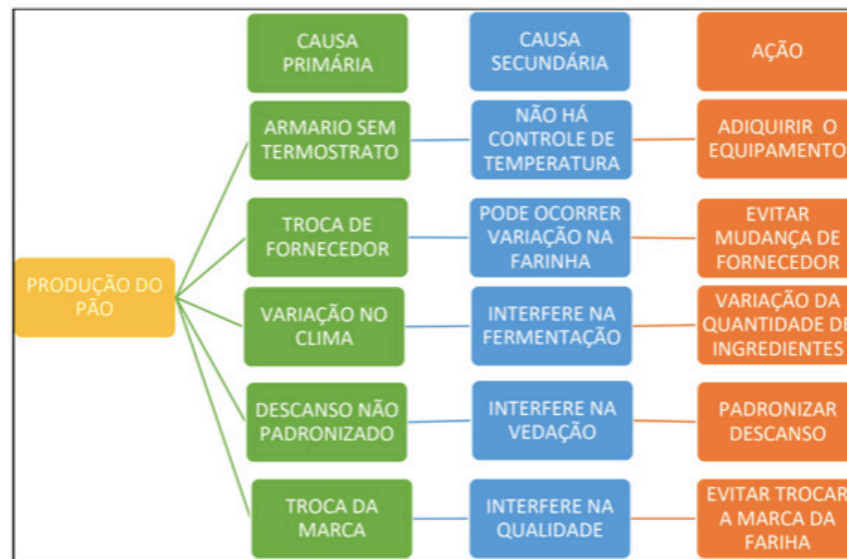 CAUSA
PRIMÁRIA
CAUSA
SECUNDÁRIA
AÇÃO
ARMARIO SEM
TERMOSTRATO
NÃO HÁ
CONTROLE DE
TEMPERATURA
ADIQUIRIR O
EQUIPAMENTO
TROCA DE
FORNECEDOR
PODE OCORRER
VARIAÇÃO NA
FARINHA
EVITAR
MUDANÇA DE
FORNECEDOR
PRODUÇÃO DO
PÃO
VARIAÇÃO NO
CLIMA
INTERFERE NA
FERMENTAÇÃO
VARIAÇÃO DA
QUANTIDADE DE
INGREDIENTES
DESCANSO NÃO
PADRONIZADO
INTERFERE NA
VEDAÇÃO
PADRONIZAR
DESCANSO
TROCA DA
MARCA
INTERFERE NA
QUALIDADE
EVITAR TROCAR
A MARCA DA
FARIHA